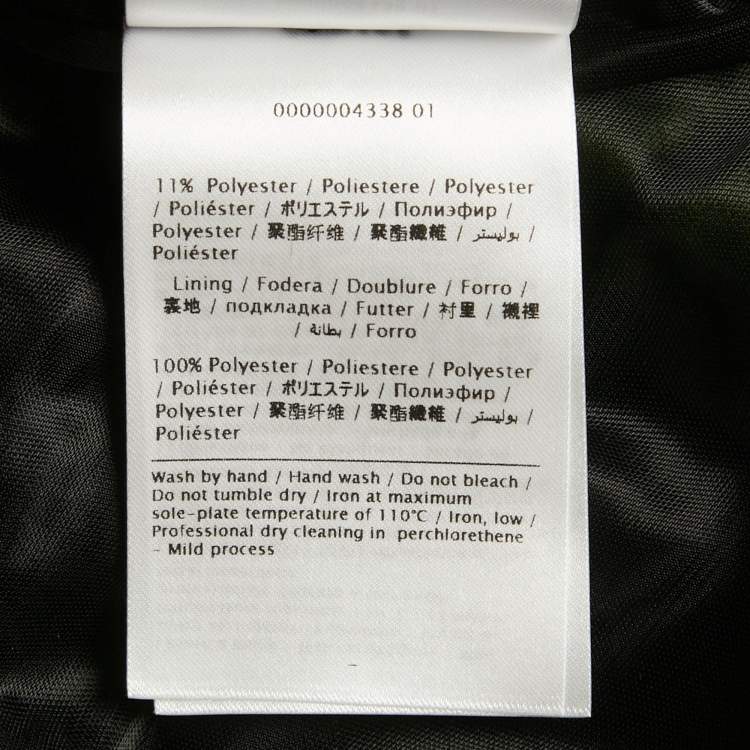 0000004338 01
11% Polyester / Poliestere / Polyester
/ Poliéster / ポリエステル / Полиэфир /
Polyester / 聚酯纤维 / 聚酯纖維 / بوليستر /
Poliéster
Lining / Fodera / Doublure / Forro /
裏地 / подкладка / Futter / 衬里 / 襯裡
/ بطانة / Forro
100% Polyester / Poliestere / Polyester
/ Poliéster / ポリエステル / Полиэфир /
Polyester / 聚酯纤维 / 聚酯纖維 / بوليستر /
Poliéster
Wash by hand / Hand wash / Do not bleach /
Do not tumble dry / Iron at maximum
sole-plate temperature of 110°C / Iron, low /
Professional dry cleaning in perchlorethene
- Mild process